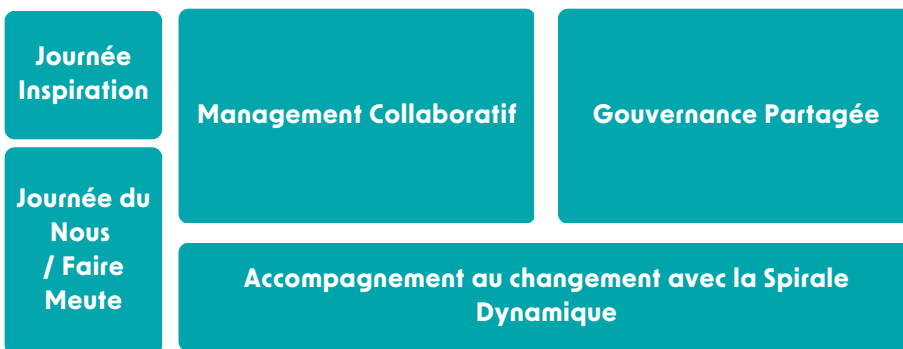 Journée
Inspiration
Management Collaboratif
Gouvernance Partagée
Journée du
Nous
/ Faire
Meute
Accompagnement au changement avec la Spirale
Dynamique